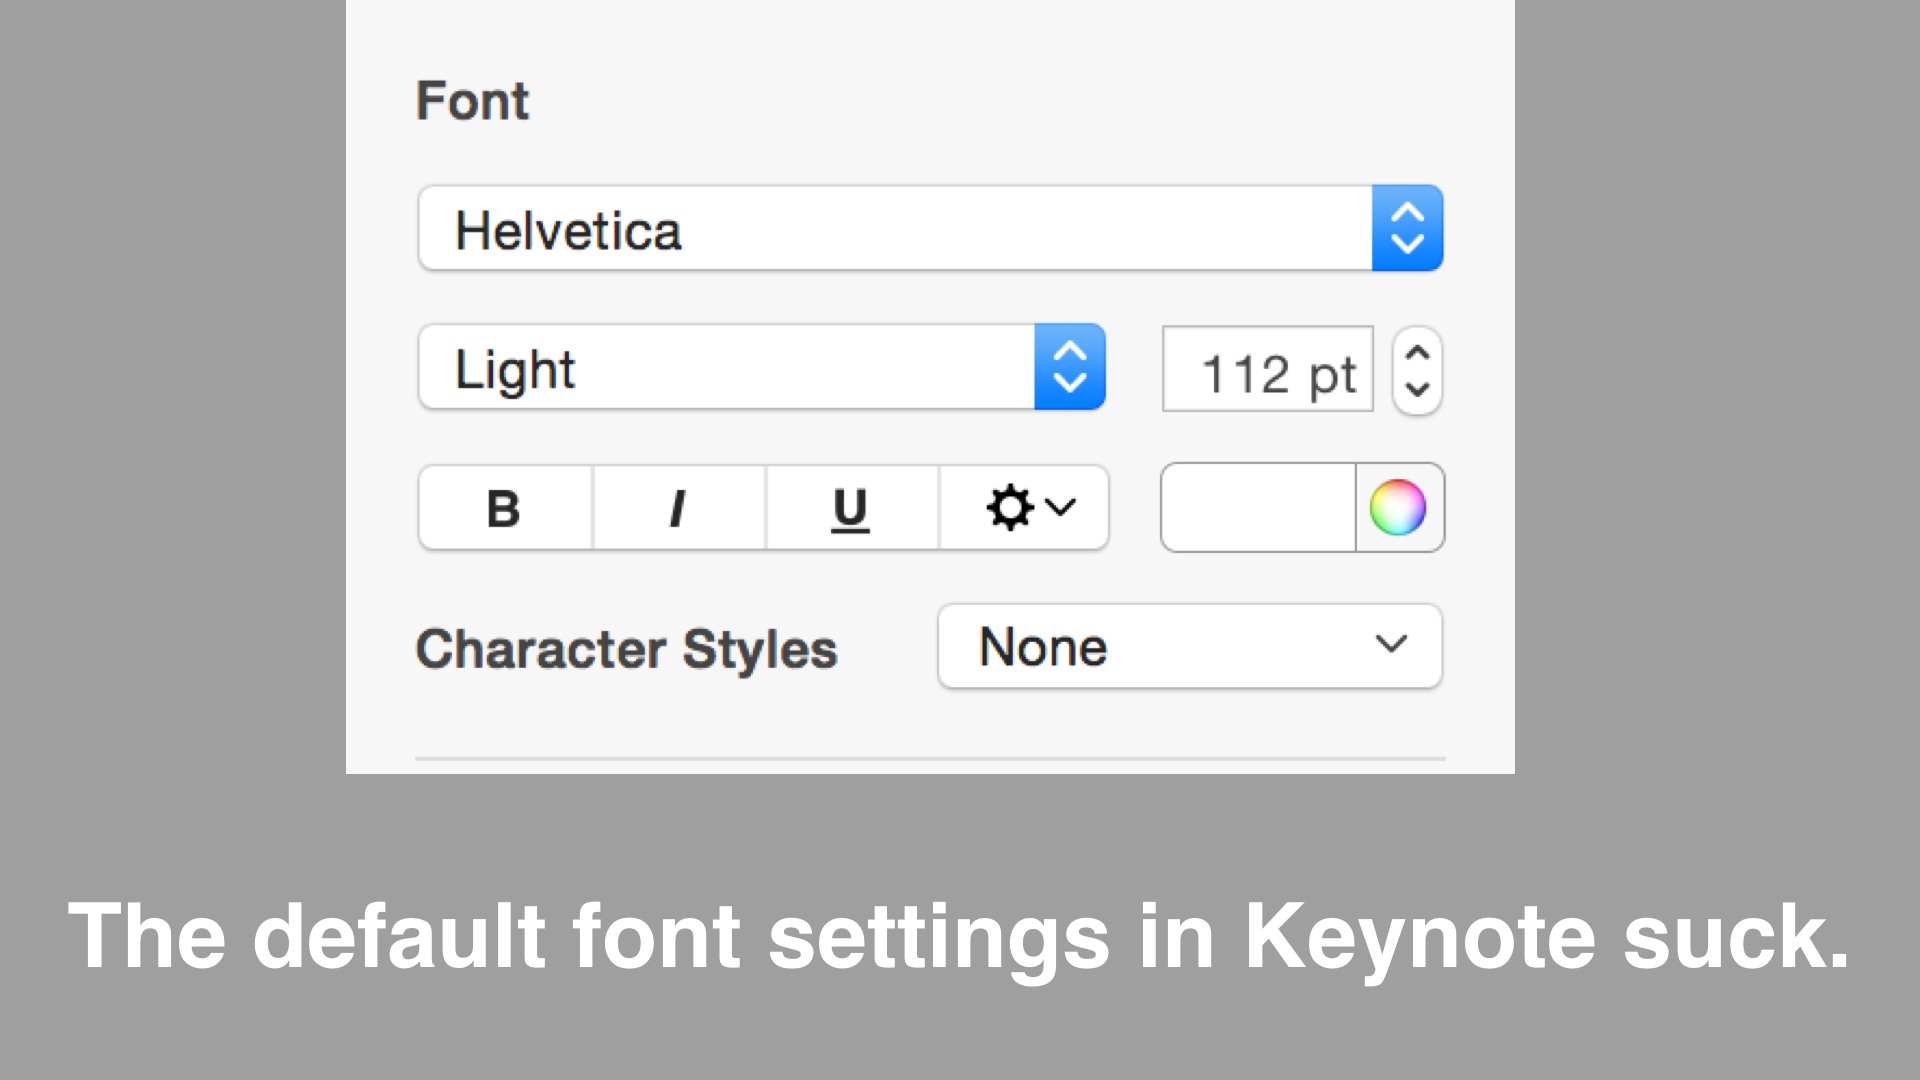 Font
Helvetica
Light 112 pt
B I U
Character Styles None
The default font settings in Keynote suck.